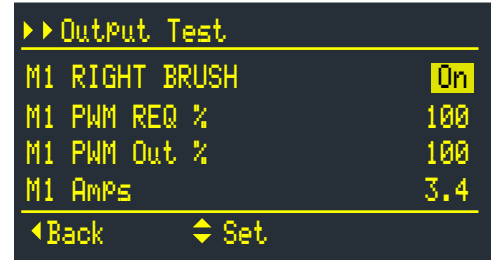 Output Test
M1 RIGHT BRUSH On
M1 PWM REQ % 100
M1 PWM Out % 100
M1 Amps 3.4
Back Set